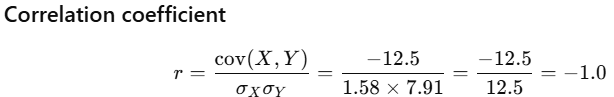 Correlation coefficient
r = cov(X, Y) / σXσY = −12.5 / 1.58 × 7.91 = −12.5 / 12.5 = −1.0